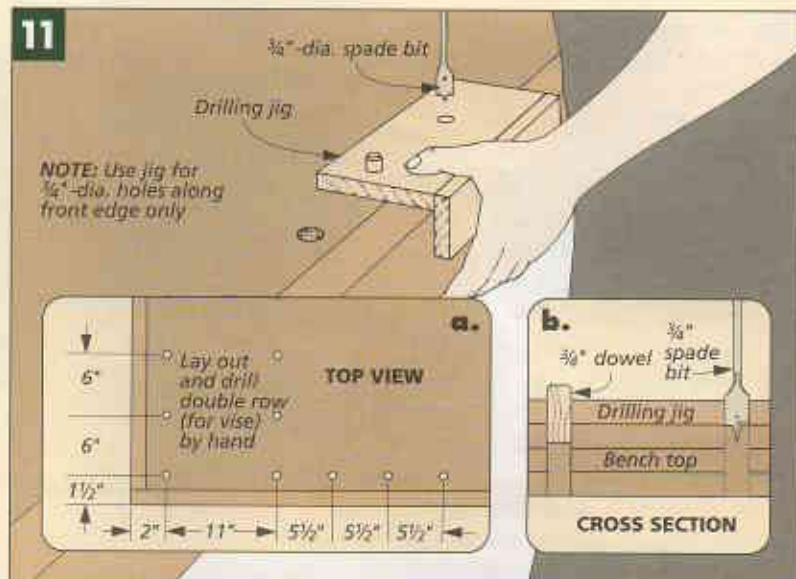 11
¾"-dia. spade bit
Drilling jig
NOTE: Use jig for
¾"-dia. holes along
front edge only
a.
TOP VIEW
Lay out
and drill
double row
(for vise)
by hand
6"
6"
1½"
2"
11"
5½"
5½"
5½"
b.
¾" dowel
¾"
spade
bit
Drilling jig
Bench top
CROSS SECTION